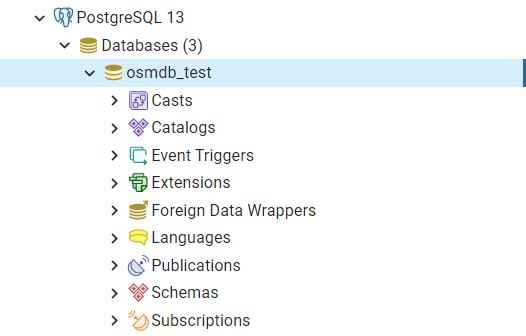 PostgreSQL 13
Databases (3)
osmdb_test
Casts
Catalogs
Event Triggers
Extensions
Foreign Data Wrappers
Languages
Publications
Schemas
Subscriptions